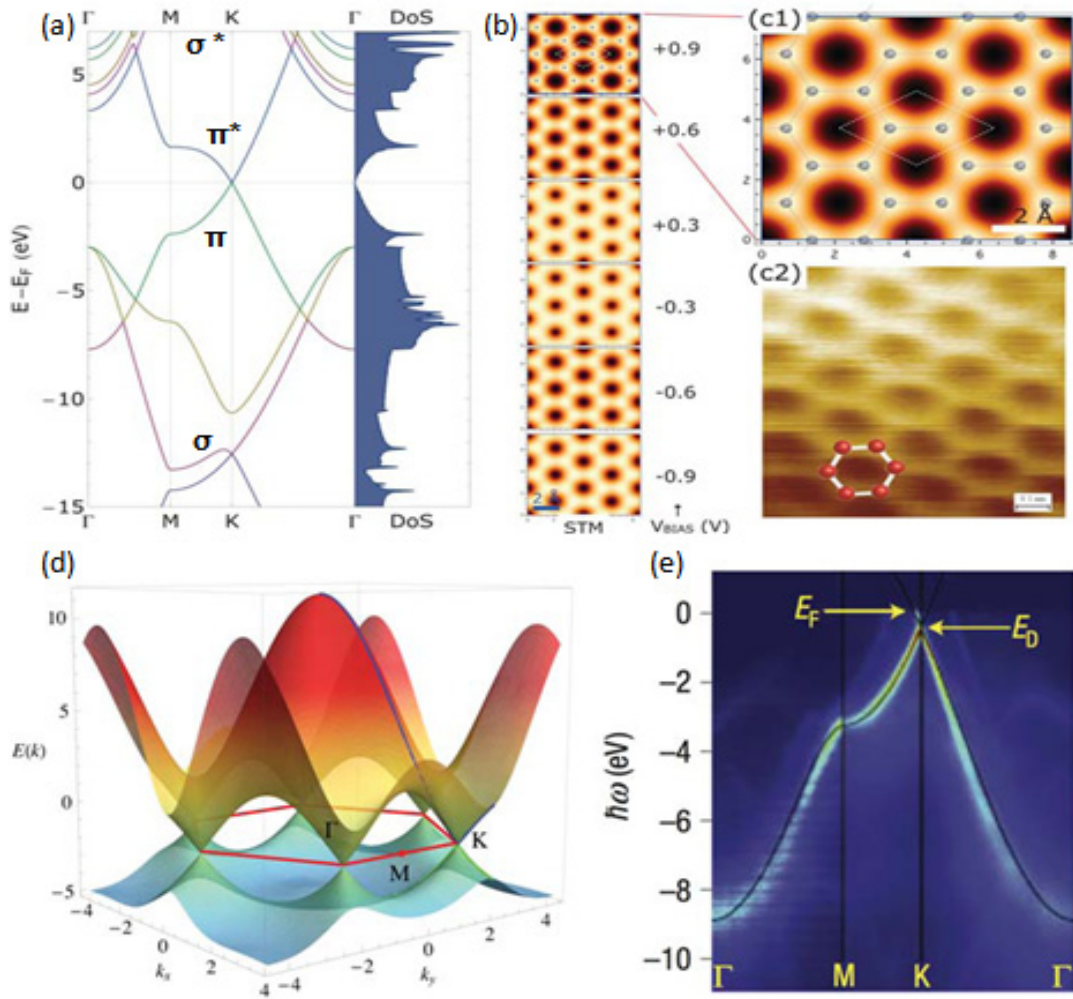 (a)
DoS
σ*
π*
π
σ
5
0
−5
−10
−15
E−E_F (eV)
Γ
M
K
Γ
DoS
(b)
+0.9
+0.6
+0.3
-0.3
-0.6
-0.9
↑
2 Å
STM
V_BIAS (V)
(c1)
6
4
2
0
2 Å
0
2
4
6
8
(c2)
(d)
10
5
E(k)
0
−5
Γ
K
M
−4
−2
0
2
4
k_x
−4
−2
0
2
4
k_y
(e)
E_F
E_D
0
−2
−4
−6
−8
−10
ℏω (eV)
Γ
M
K
Γ